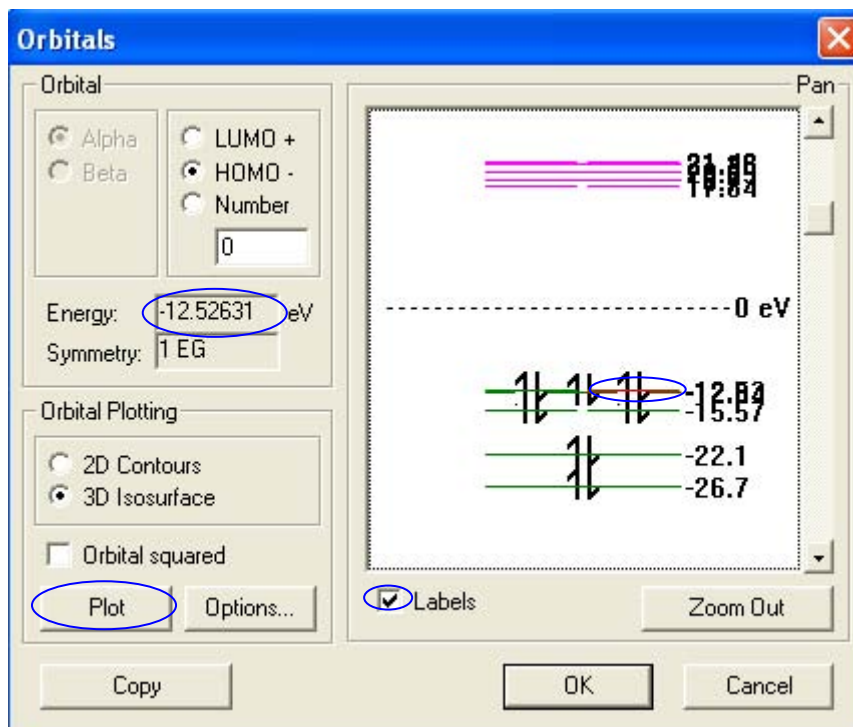 Orbitals
Orbital
Alpha
Beta
LUMO +
HOMO -
Number
0
Energy: -12.52631 eV
Symmetry: 1 EG
Orbital Plotting
2D Contours
3D Isosurface
Orbital squared
Plot
Options...
Pan
0 eV
-15.57
-22.1
-26.7
Labels
Zoom Out
Copy
OK
Cancel